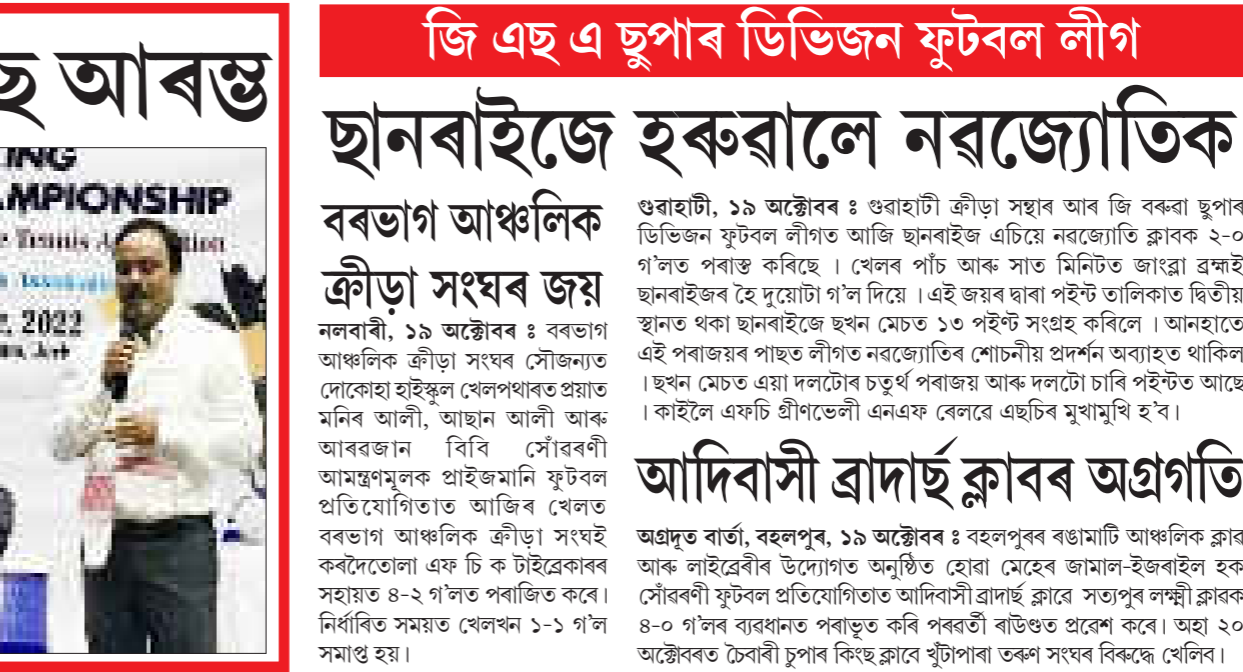 ছ আৰম্ভ
ING
MPIONSHIP
e Tennis
2, 2022
জি এছ এ ছুপাৰ ডিভিজন ফুটবল লীগ
ছানৰাইজে হৰুৱালে নৱজ্যোতিক
গুৱাহাটী, ১৯ অক্টোবৰ ঃ গুৱাহাটী ক্ৰীড়া সন্থাৰ আৰ জি বৰুৱা ছুপাৰ
ডিভিজন ফুটবল লীগত আজি ছানৰাইজ এচিয়ে নৱজ্যোতি ক্লাবক ২-০
গ'লত পৰাস্ত কৰিছে । খেলৰ পাঁচ আৰু সাত মিনিটত জাংব্লা ব্ৰহ্মই
ছানৰাইজৰ হৈ দুয়োটা গ'ল দিয়ে । এই জয়ৰ দ্বাৰা পইন্ট তালিকাত দ্বিতীয়
স্থানত থকা ছানৰাইজে ছখন মেচত ১৩ পইণ্ট সংগ্ৰহ কৰিলে । আনহাতে
এই পৰাজয়ৰ পাছত লীগত নৱজ্যোতিৰ শোচনীয় প্ৰদৰ্শন অব্যাহত থাকিল
। ছখন মেচত এয়া দলটোৰ চতুৰ্থ পৰাজয় আৰু দলটো চাৰি পইন্টত আছে
। কাইলৈ এফচি গ্ৰীণভেলী এনএফ ৰেলৱে এছচিৰ মুখামুখি হ'ব।
বৰভাগ আঞ্চলিক
ক্ৰীড়া সংঘৰ জয়
নলবাৰী, ১৯ অক্টোবৰ ঃ বৰভাগ
আঞ্চলিক ক্ৰীড়া সংঘৰ সৌজন্যত
দোকোহা হাইস্কুল খেলপথাৰত প্ৰয়াত
মনিৰ আলী, আছান আলী আৰু
আৰৱজান বিবি সোঁৱৰণী
আমন্ত্ৰণমূলক প্ৰাইজমানি ফুটবল
প্ৰতিযোগিতাত আজিৰ খেলত
বৰভাগ আঞ্চলিক ক্ৰীড়া সংঘই
কৰদৈতোলা এফ চি ক টাইব্ৰেকাৰৰ
সহায়ত ৪-২ গ'লত পৰাজিত কৰে।
নিৰ্ধাৰিত সময়ত খেলখন ১-১ গ'ল
সমাপ্ত হয়।
আদিবাসী ব্ৰাদাৰ্ছ ক্লাবৰ অগ্ৰগতি
অগ্ৰদূত বাৰ্তা, বহলপুৰ, ১৯ অক্টোবৰ ঃ বহলপুৰৰ ৰঙামাটি আঞ্চলিক ক্লাব
আৰু লাইব্ৰেৰীৰ উদ্যোগত অনুষ্ঠিত হোৱা মেহেৰ জামাল-ইজৰাইল হক
সোঁৱৰণী ফুটবল প্ৰতিযোগিতাত আদিবাসী ব্ৰাদাৰ্ছ ক্লাবে সত্যপুৰ লক্ষ্মী ক্লাবক
৪-০ গ'লৰ ব্যৱধানত পৰাভূত কৰি পৰৱৰ্তী ৰাউণ্ডত প্ৰবেশ কৰে। অহা ২০
অক্টোবৰত চৈবাৰী চুপাৰ কিংছ ক্লাবে খুঁটাপাৰা তৰুণ সংঘৰ বিৰুদ্ধে খেলিব।